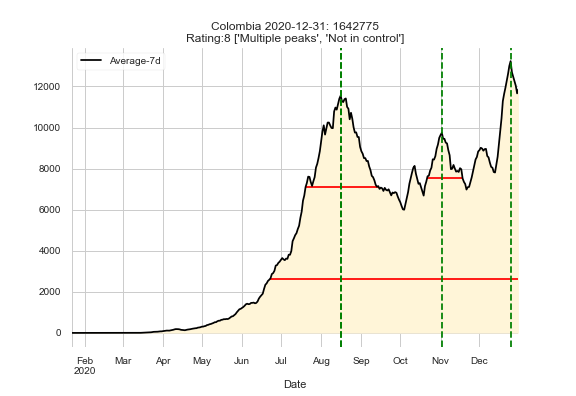 Colombia 2020-12-31: 1642775
Rating:8 ['Multiple peaks', 'Not in control']
Average-7d
12000
10000
8000
6000
4000
2000
0
Feb Mar Apr May Jun Jul Aug Sep Oct Nov Dec
2020
Date